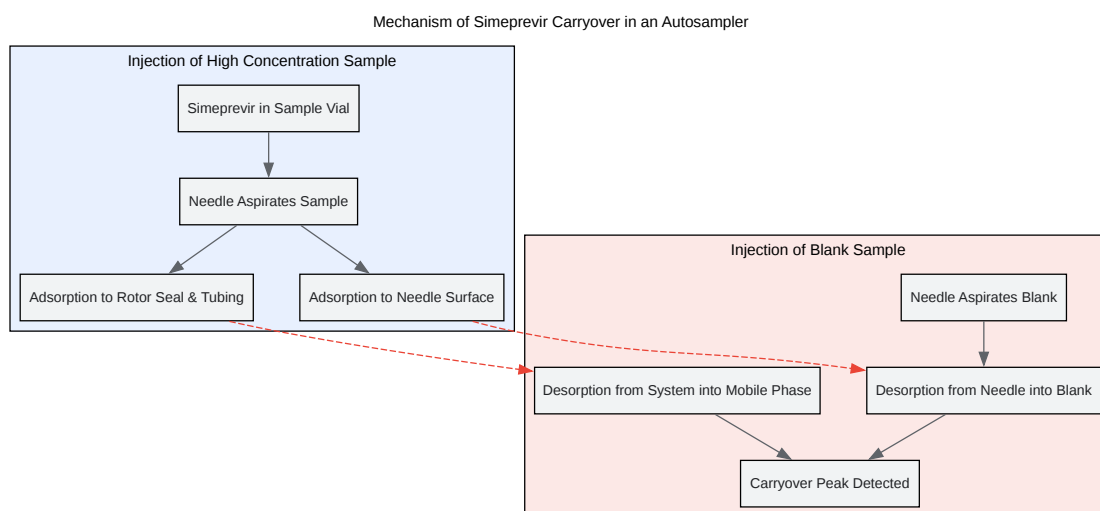 Mechanism of Simeprevir Carryover in an Autosampler
Injection of High Concentration Sample
Simeprevir in Sample Vial
Needle Aspirates Sample
Adsorption to Rotor Seal & Tubing
Adsorption to Needle Surface
Injection of Blank Sample
Needle Aspirates Blank
Desorption from System into Mobile Phase
Desorption from Needle into Blank
Carryover Peak Detected